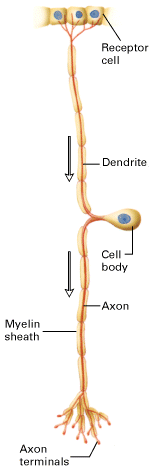 Receptor
cell
Dendrite
Cell
body
Axon
Myelin
sheath
Axon
terminals